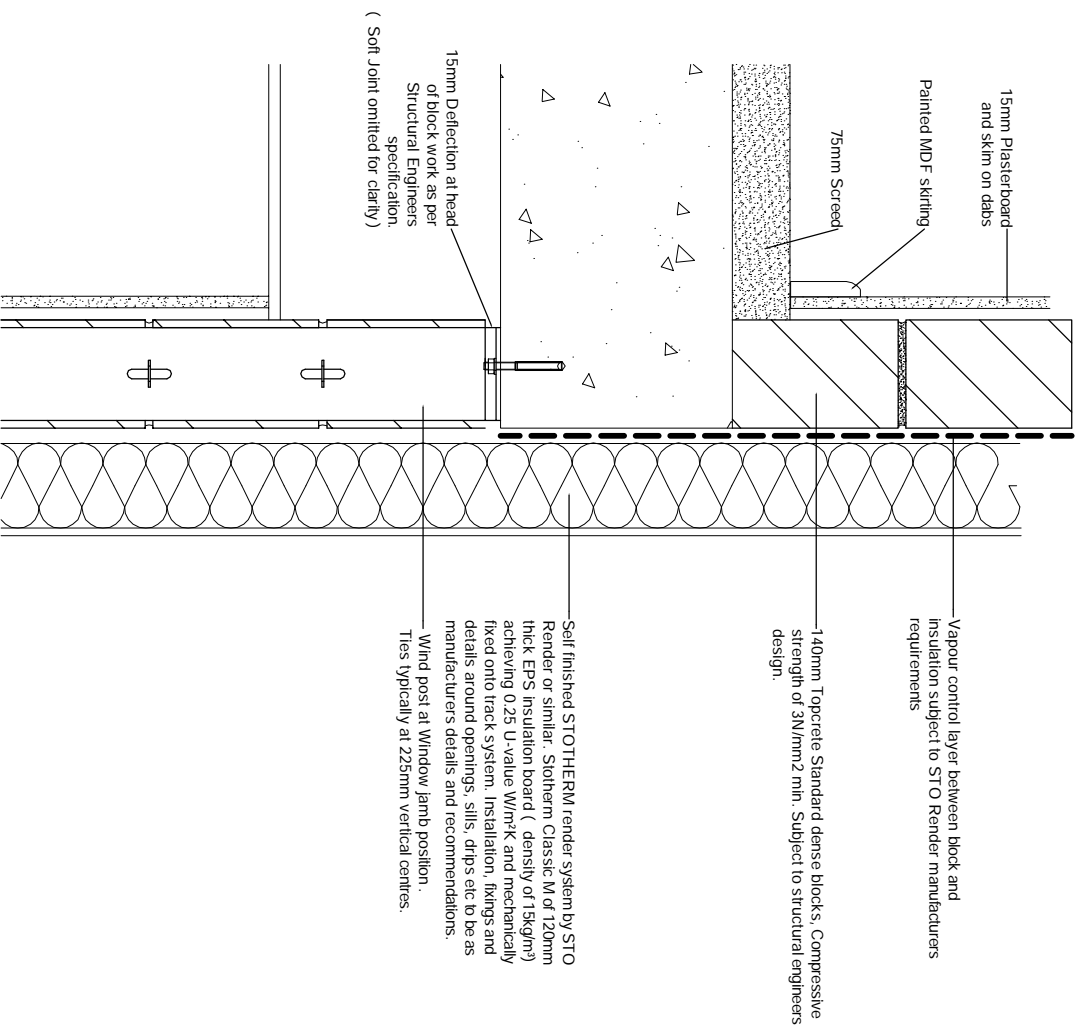 15mm Plasterboard
and skim on dabs
Painted MDF skirting
75mm Screed
15mm Deflection at head
of block work as per
Structural Engineers
specification.
( Soft Joint omitted for clarity)
Vapour control layer between block and
insulation subject to STO Render manufacturers
requirements
140mm Topcrete Standard dense blocks, Compressive
strength of 3N/mm2 min. Subject to structural engineers
design.
Self finished STOTHERM render system by STO
Render or similar. Stotherm Classic M of 120mm
thick EPS insulation board ( density of 15kg/m³)
achieving 0.25 U-value W/m²K and mechanically
fixed onto track system. Installation, fixings and
details around openings, sills, drips etc to be as
manufacturers details and recommendations.
Wind post at Window jamb position .
Ties typically at 225mm vertical centres.